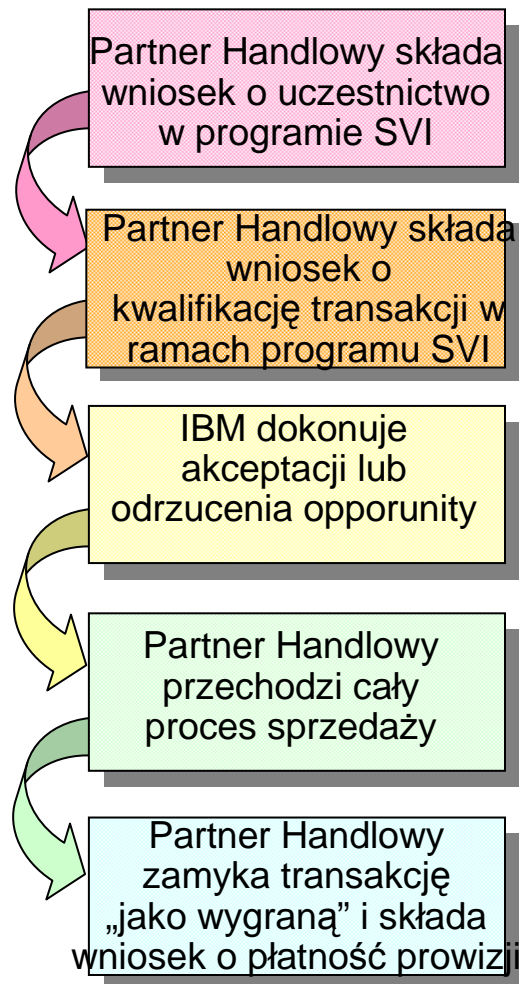 Partner Handlowy składa
wniosek o uczestnictwo
w programie SVI
Partner Handlowy składa
wniosek o
kwalifikację transakcji w
ramach programu SVI
IBM dokonuje
akceptacji lub
odrzucenia opporunity
Partner Handlowy
przechodzi cały
proces sprzedaży
Partner Handlowy
zamyka transakcję
„jako wygraną” i składa
wniosek o płatność prowizji